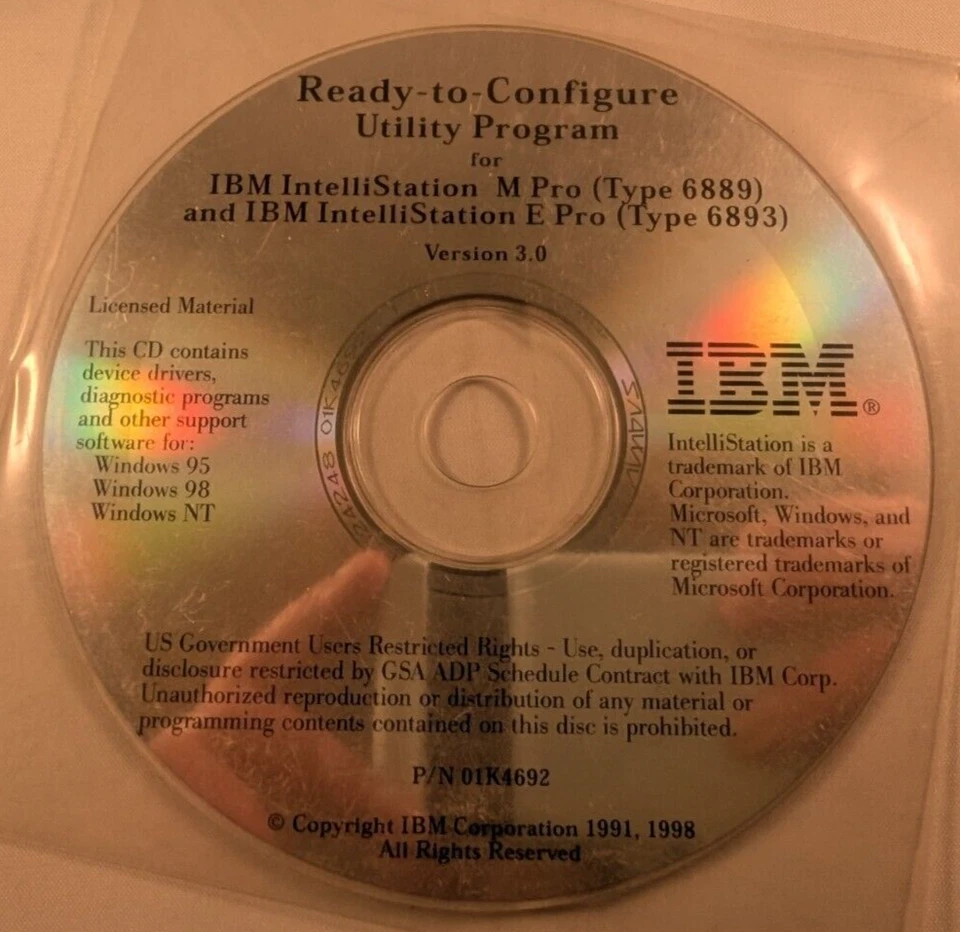 Ready-to-Configure
Utility Program
for
IBM IntelliStation M Pro (Type 6889)
and IBM IntelliStation E Pro (Type 6893)
Version 3.0
Licensed Material
This CD contains
device drivers,
diagnostic programs
and other support
software for:
Windows 95
Windows 98
Windows NT
IBM®
IntelliStation is a
trademark of IBM
Corporation.
Microsoft, Windows, and
NT are trademarks or
registered trademarks of
Microsoft Corporation.
US Government Users Restricted Rights - Use, duplication, or
disclosure restricted by GSA ADP Schedule Contract with IBM Corp.
Unauthorized reproduction or distribution of any material or
programming contents contained on this disc is prohibited.
P/N 01K4692
© Copyright IBM Corporation 1991, 1998
All Rights Reserved